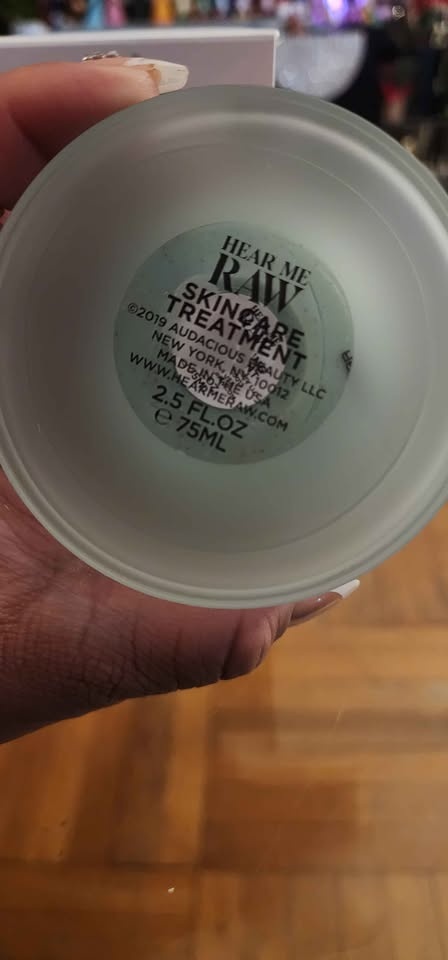 HEAR ME
RAW
SKINCARE
TREATMENT
©2019 AUDACIOUS BEAUTY LLC
NEW YORK, NY 10012
MADE IN THE USA
WWW.HEARMERAW.COM
2.5 FL.OZ
℮ 75ML